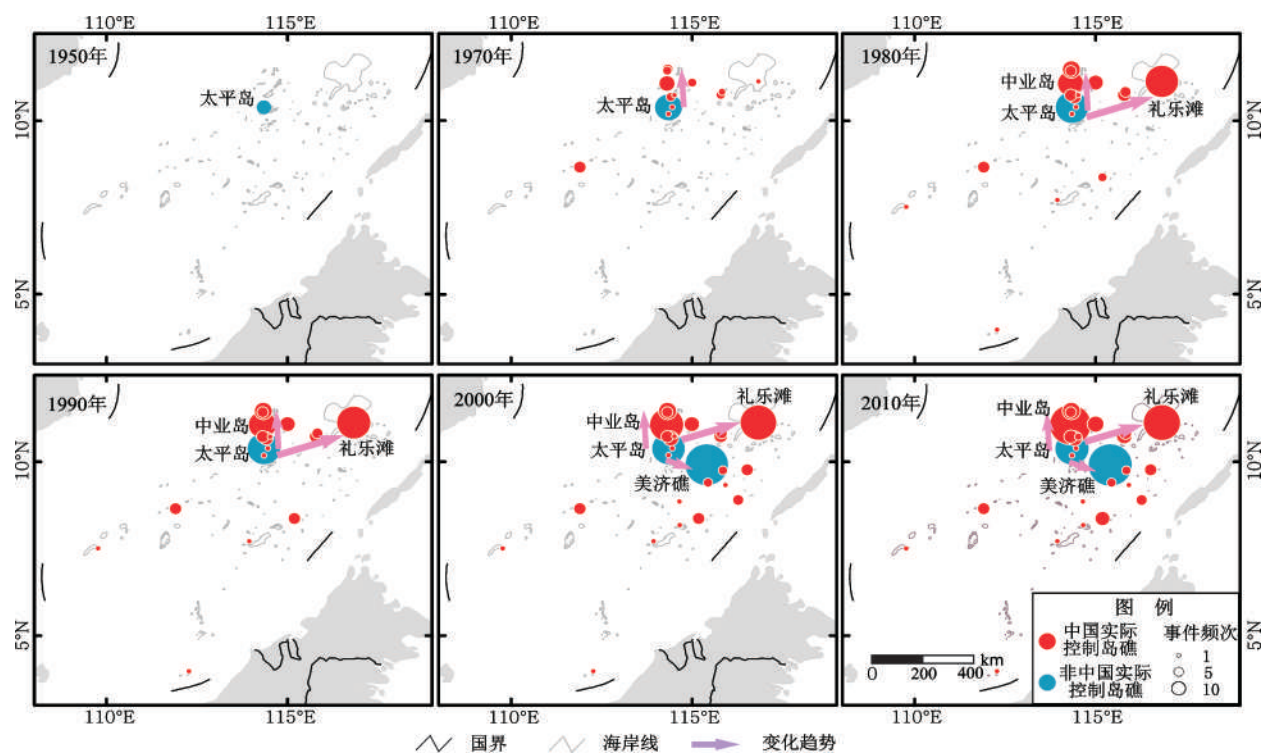 110°E 115°E 110°E 115°E 110°E 115°E
1950年
太平岛
1970年
太平岛
1980年
中业岛
太平岛
礼乐滩
10°N 10°N
5°N 5°N
1990年
中业岛
太平岛
礼乐滩
2000年
礼乐滩
中业岛
太平岛
美济礁
2010年
礼乐滩
中业岛
太平岛
美济礁
10°N 10°N
5°N 5°N
图 例
中国实际
控制岛礁
非中国实际
控制岛礁
事件频次
1
5
10
0 200 400 km
110°E 115°E 110°E 115°E 110°E 115°E
国界 海岸线 变化趋势